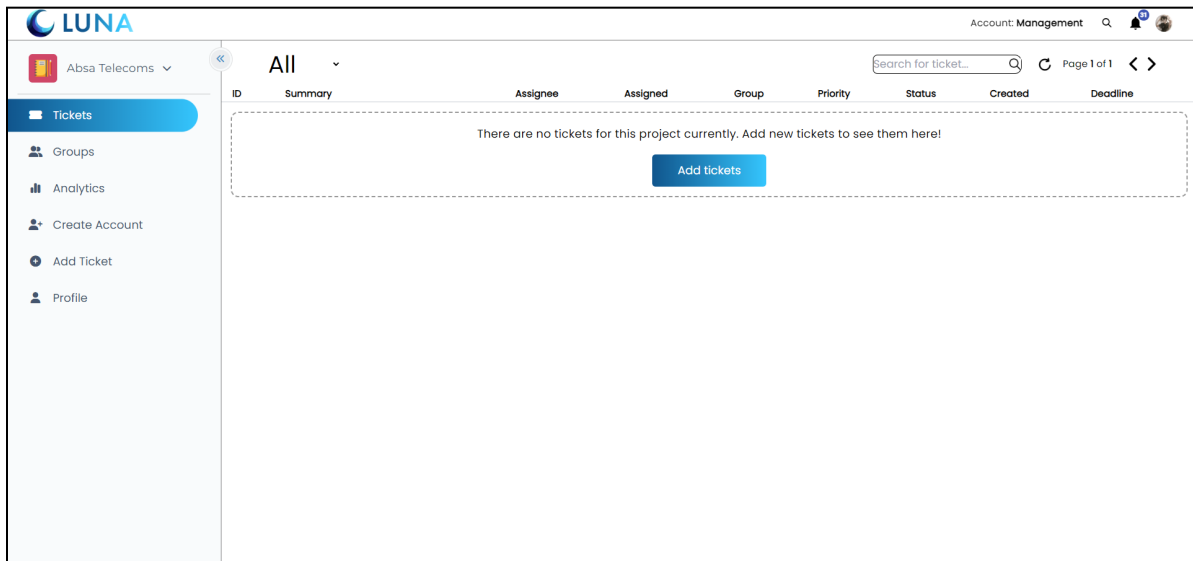 LUNA
Account: Management
31
Absa Telecoms
All
Search for ticket...
Page 1 of 1
ID Summary Assignee Assigned Group Priority Status Created Deadline
Tickets
Groups
Analytics
Create Account
Add Ticket
Profile
There are no tickets for this project currently. Add new tickets to see them here!
Add tickets